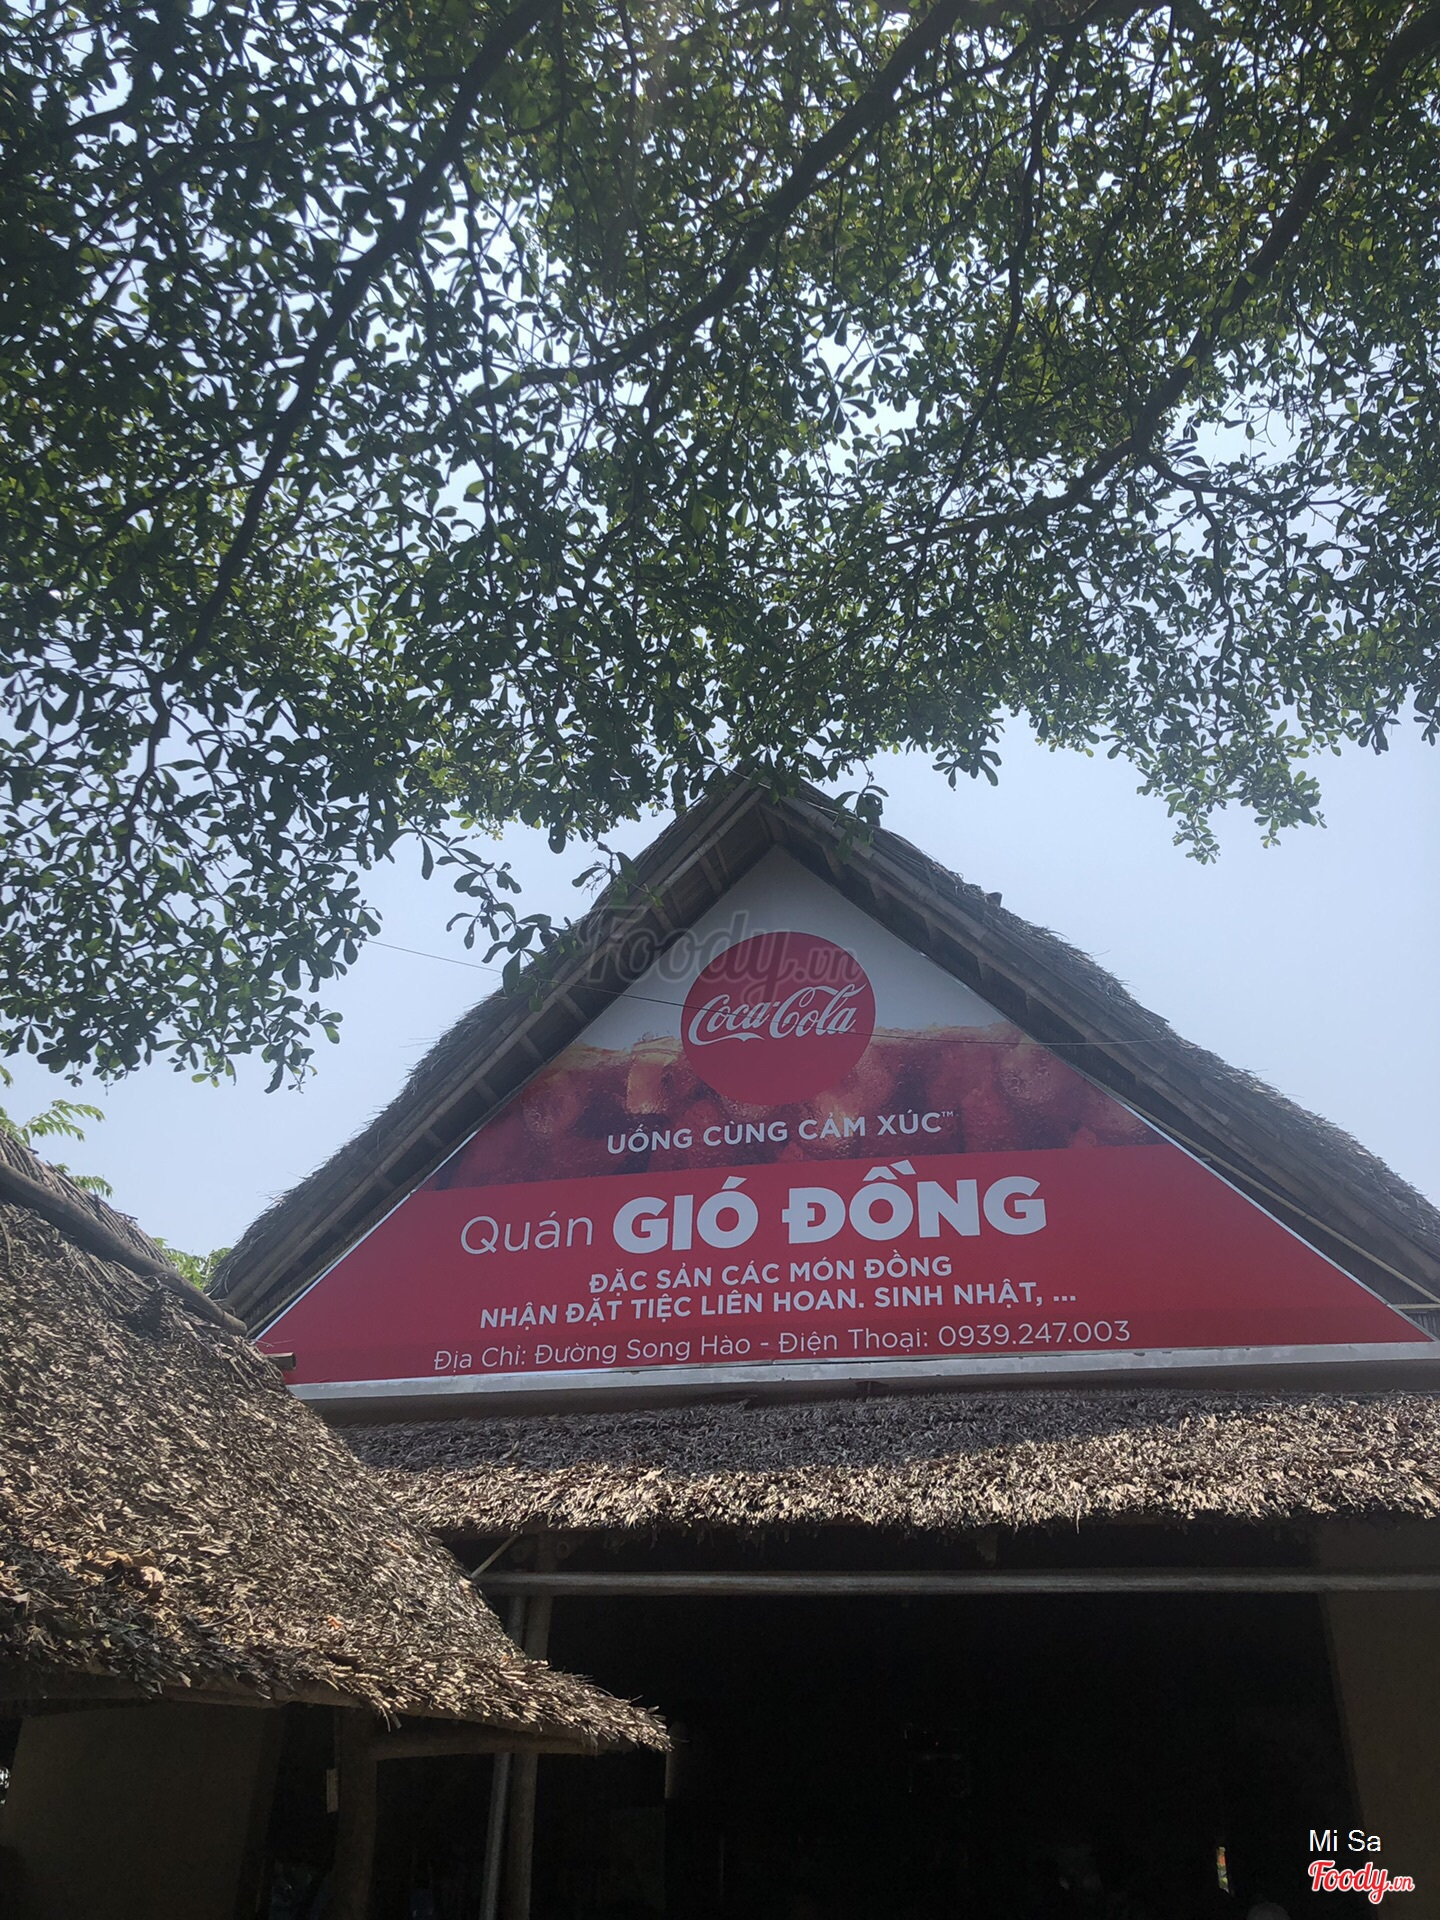 Foody.vn
Coca-Cola
UỐNG CÙNG CẢM XÚC™
Quán GIÓ ĐỒNG
ĐẶC SẢN CÁC MÓN ĐỒNG
NHẬN ĐẶT TIỆC LIÊN HOAN. SINH NHẬT, ...
Địa Chỉ: Đường Song Hào - Điện Thoại: 0939.247.003
Mi Sa
Foody.vn